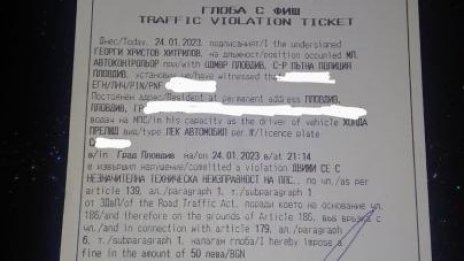 ГЛОБА С ФИШ
TRAFFIC VIOLATION TICKET
Днес/Today, 24.01.2023, подписаният/I the undersigned
ГЕОРГИ ХРИСТОВ ХИТРИЛОВ, на длъжност/position occupied МЛ.
АВТОКОНТРОЛЬОР при/with ОДМВР ПЛОВДИВ, С-Р ПЪТНА ПОЛИЦИЯ
ПЛОВДИВ, установих/have witnessed the
ЕГН/ЛНЧ/PIN/PNF
Постоянен адрес/Resident at permanent address ПЛОВДИВ,
ПЛОВДИВ,
водач на МПС/in his capacity as the driver of vehicle ХОНДА
ПРЕЛЮД вид/type ЛЕК АВТОМОБИЛ рег.№/licence plate
в/in Град Пловдив на/on 24.01.2023 в/at 21:14
е извършил нарушение/committed a violation ДВИЖИ СЕ С
НЕЗНАЧИТЕЛНА ТЕХНИЧЕСКА НЕИЗПРАВНОСТ НА ППС., по чл./as per
article 139, ал./paragraph 1, т./subparagraph 1
от ЗДвП/of the Road Traffic Act, поради което на основание чл.
186/and therefore on the grounds of Article 186, във връзка с
чл./and in connection with article 179, ал./paragraph
6, т./subparagraph 1, налагам глоба/I hereby impose a
fine in the amount of 50 лева/BGN